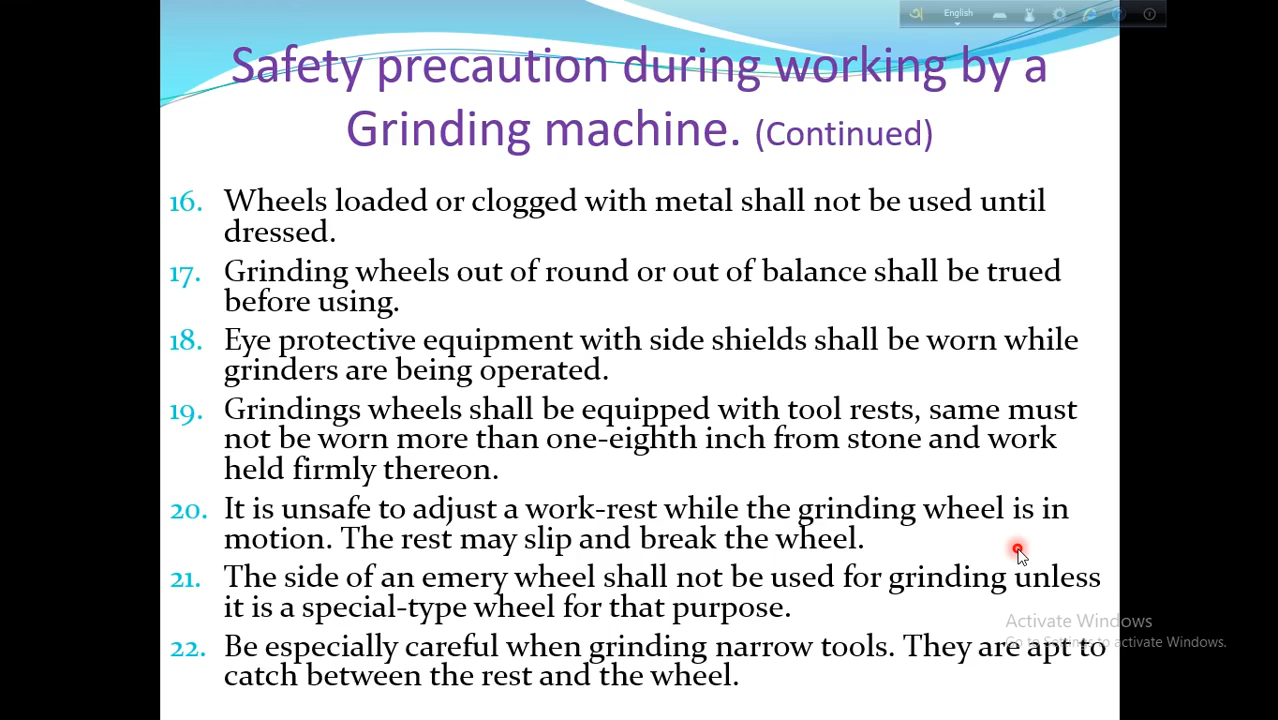 অ English
Safety precaution during working by a
Grinding machine. (Continued)
16. Wheels loaded or clogged with metal shall not be used until
dressed.
17. Grinding wheels out of round or out of balance shall be trued
before using.
18. Eye protective equipment with side shields shall be worn while
grinders are being operated.
19. Grindings wheels shall be equipped with tool rests, same must
not be worn more than one-eighth inch from stone and work
held firmly thereon.
20. It is unsafe to adjust a work-rest while the grinding wheel is in
motion. The rest may slip and break the wheel.
21. The side of an emery wheel shall not be used for grinding unless
it is a special-type wheel for that purpose.
Activate Windows
Go to Settings to activate Windows.
22. Be especially careful when grinding narrow tools. They are apt to
catch between the rest and the wheel.